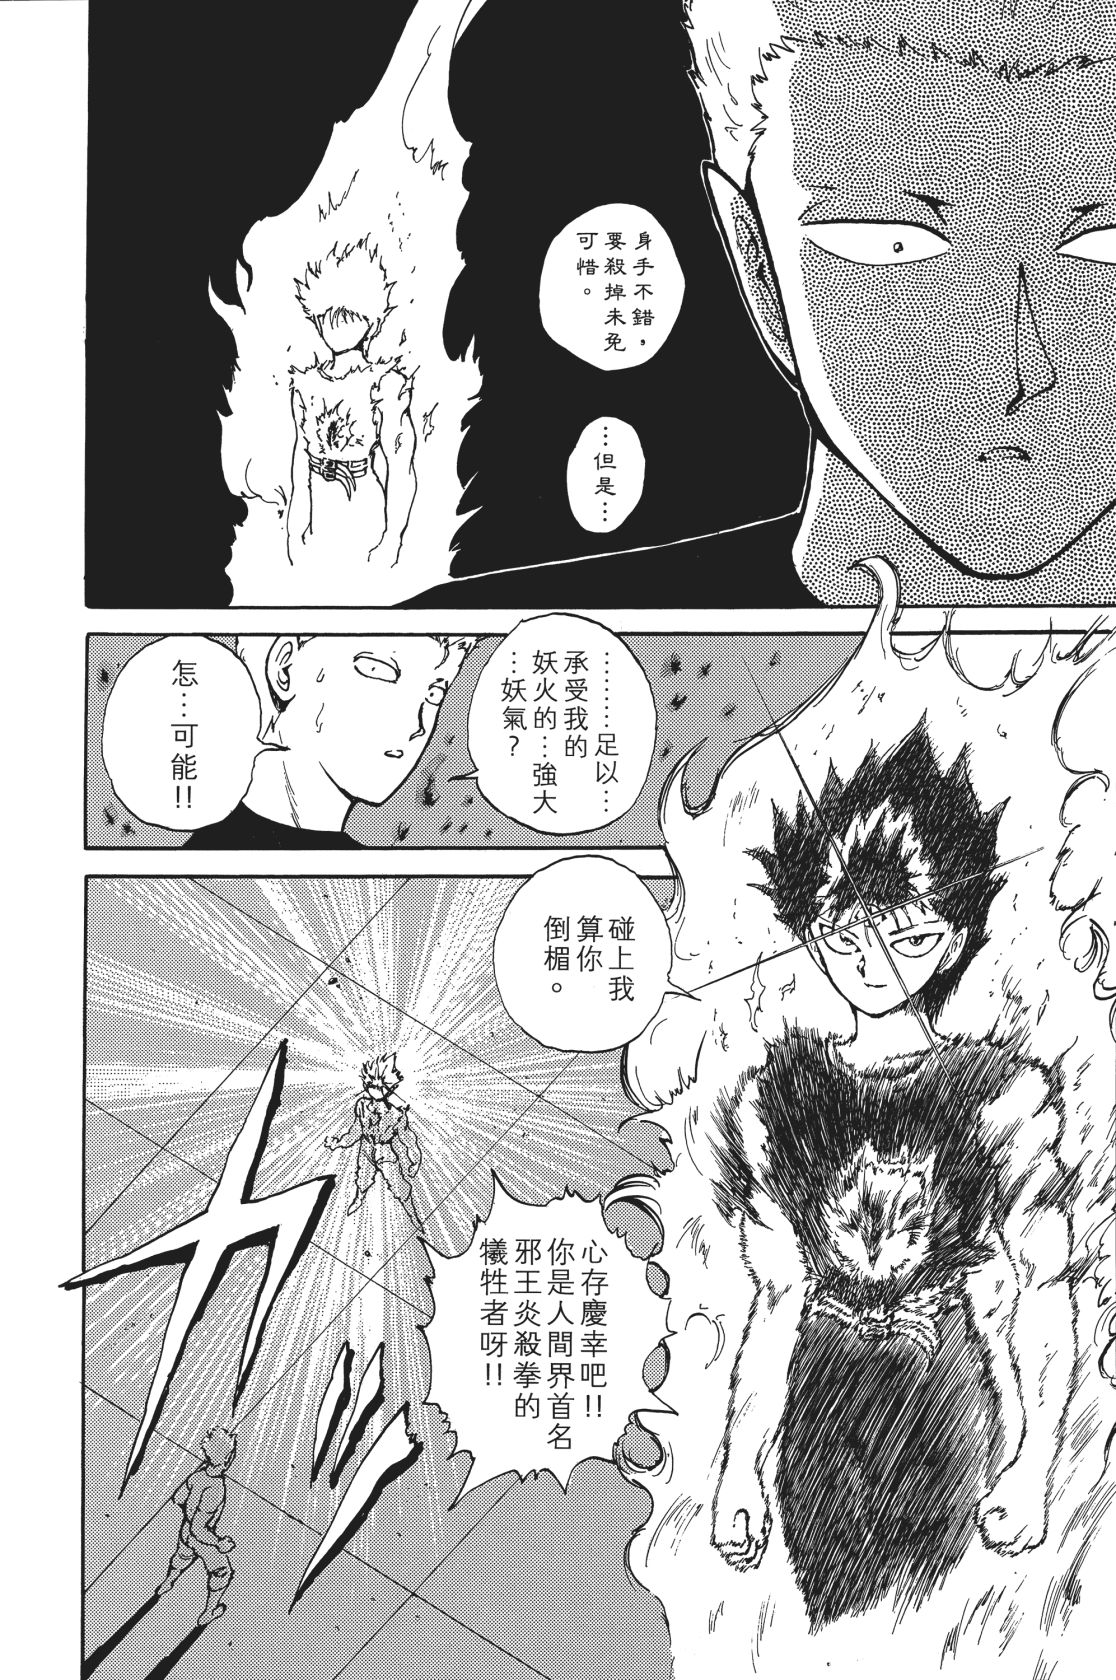 身手不錯，
要殺掉未免
可惜。
…但是…
………足以…
承受我的
妖火的…強大
…妖氣？
怎…可能!!
碰上我
算你
倒楣。
心存慶幸吧!!
你是人間界首名
邪王炎殺拳的
犧牲者呀!!
カッ